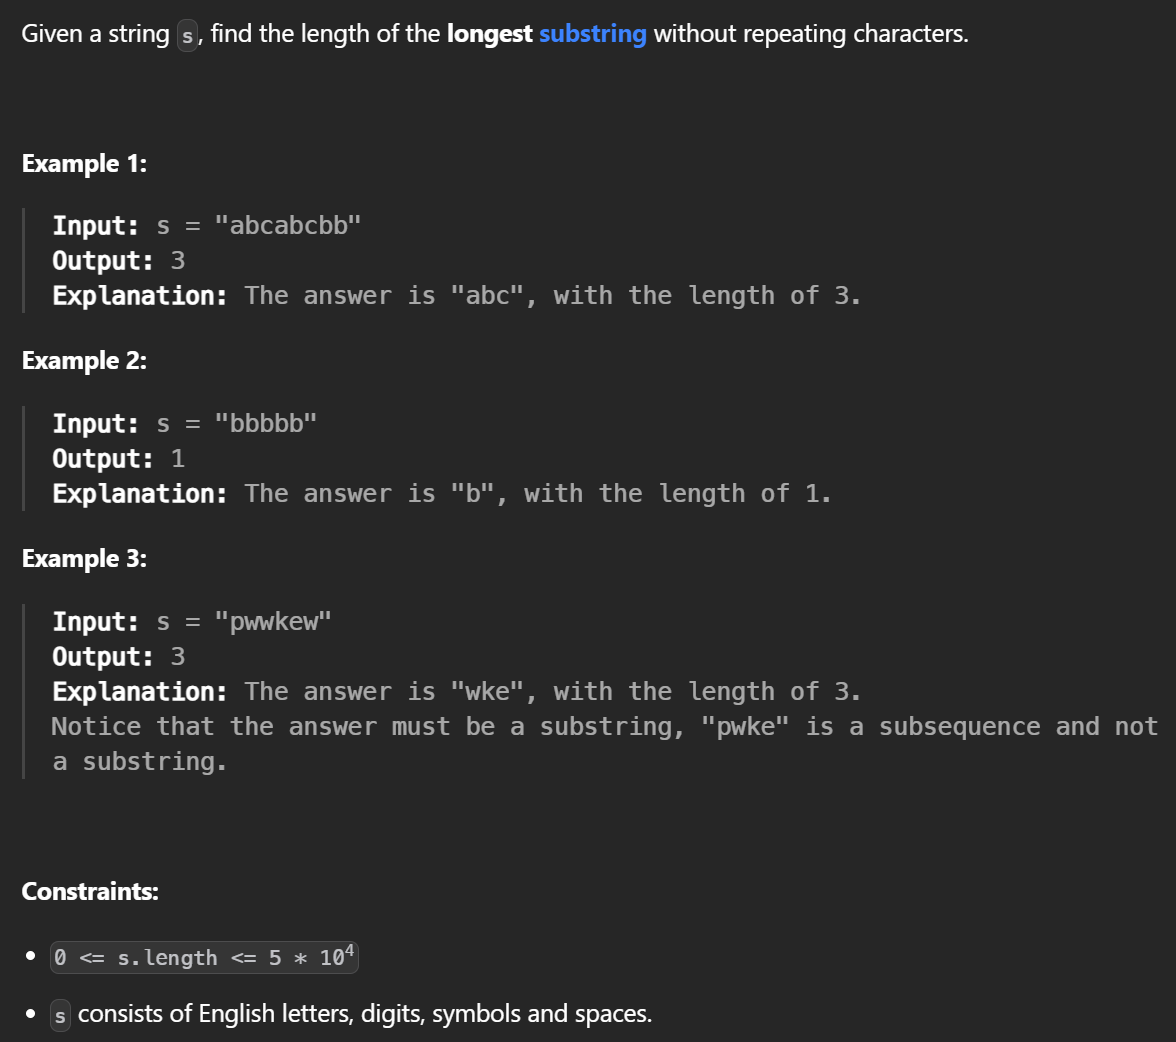 Given a string s, find the length of the longest substring without repeating characters.
Example 1:
Input: s = "abcabcbb"
Output: 3
Explanation: The answer is "abc", with the length of 3.
Example 2:
Input: s = "bbbbb"
Output: 1
Explanation: The answer is "b", with the length of 1.
Example 3:
Input: s = "pwwkew"
Output: 3
Explanation: The answer is "wke", with the length of 3.
Notice that the answer must be a substring, "pwke" is a subsequence and not
a substring.
Constraints:
• 0 <= s.length <= 5 * 10⁴
• s consists of English letters, digits, symbols and spaces.